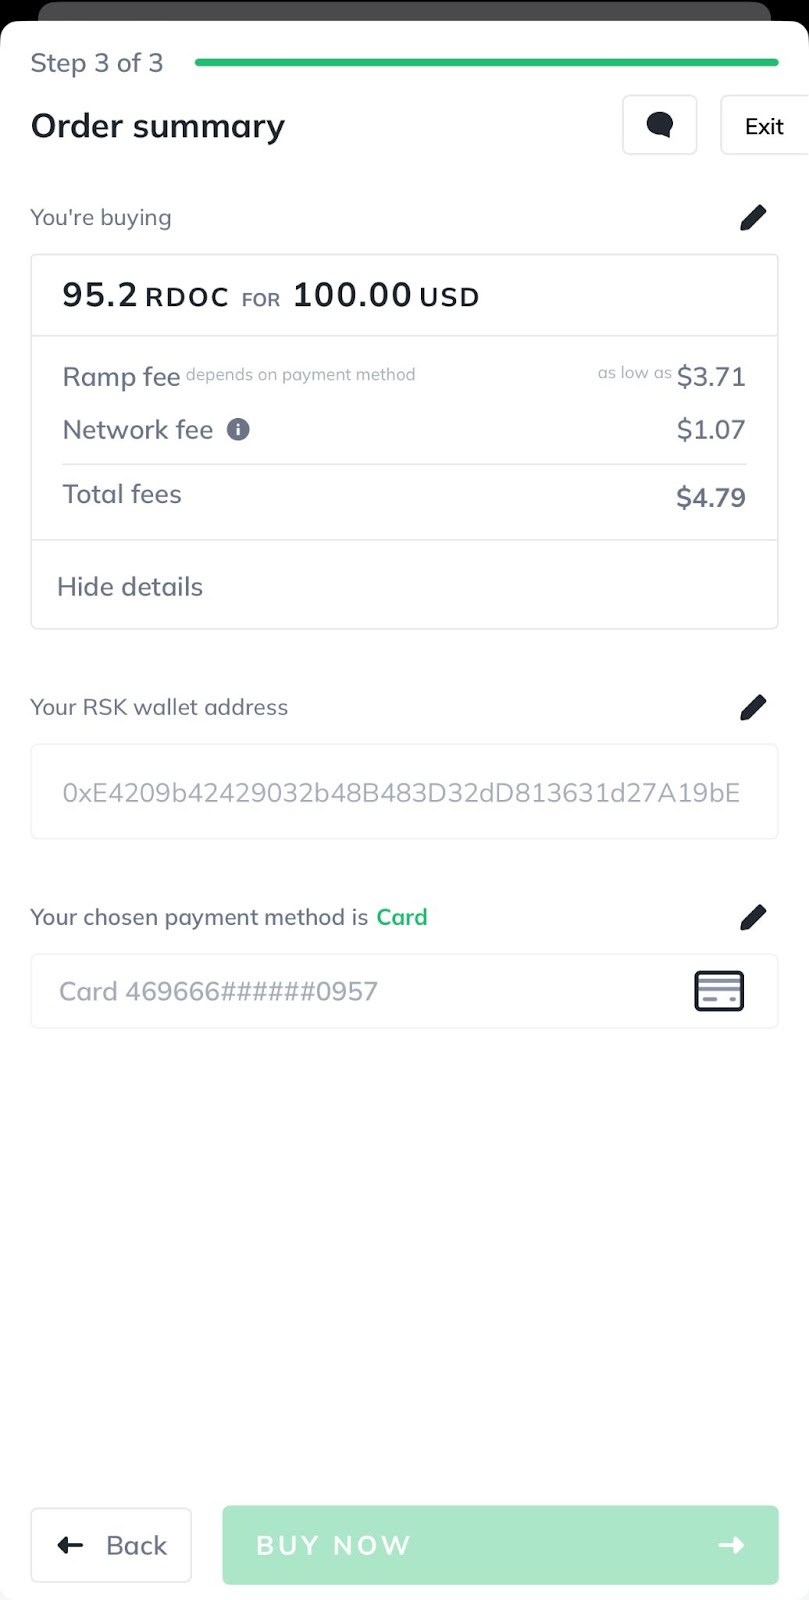 Step 3 of 3
Order summary
Exit
You're buying
95.2 RDOC FOR 100.00 USD
Ramp fee depends on payment method as low as $3.71
Network fee $1.07
Total fees $4.79
Hide details
Your RSK wallet address
0xE4209b42429032b48B483D32dD813631d27A19bE
Your chosen payment method is Card
Card 469666######0957
Back
BUY NOW